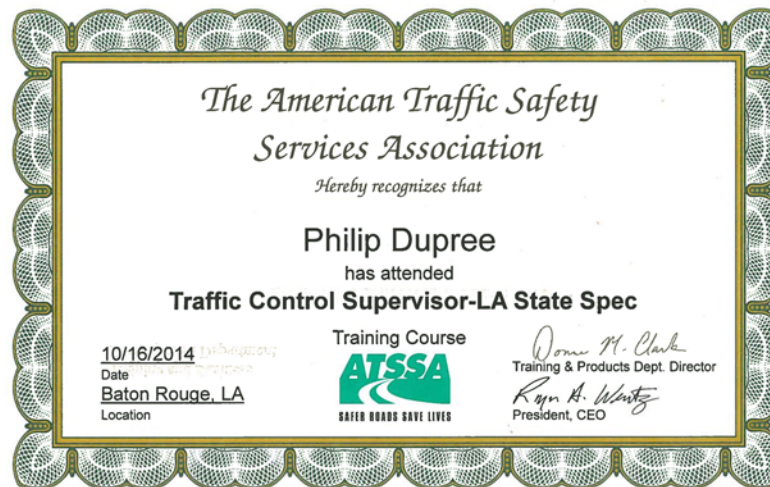 The American Traffic Safety
Services Association
Hereby recognizes that
Philip Dupree
has attended
Traffic Control Supervisor-LA State Spec
Training Course
10/16/2014
Date
Baton Rouge, LA
Location
ATSSA
SAFER ROADS SAVE LIVES
Donna M. Clark
Training & Products Dept. Director
President, CEO